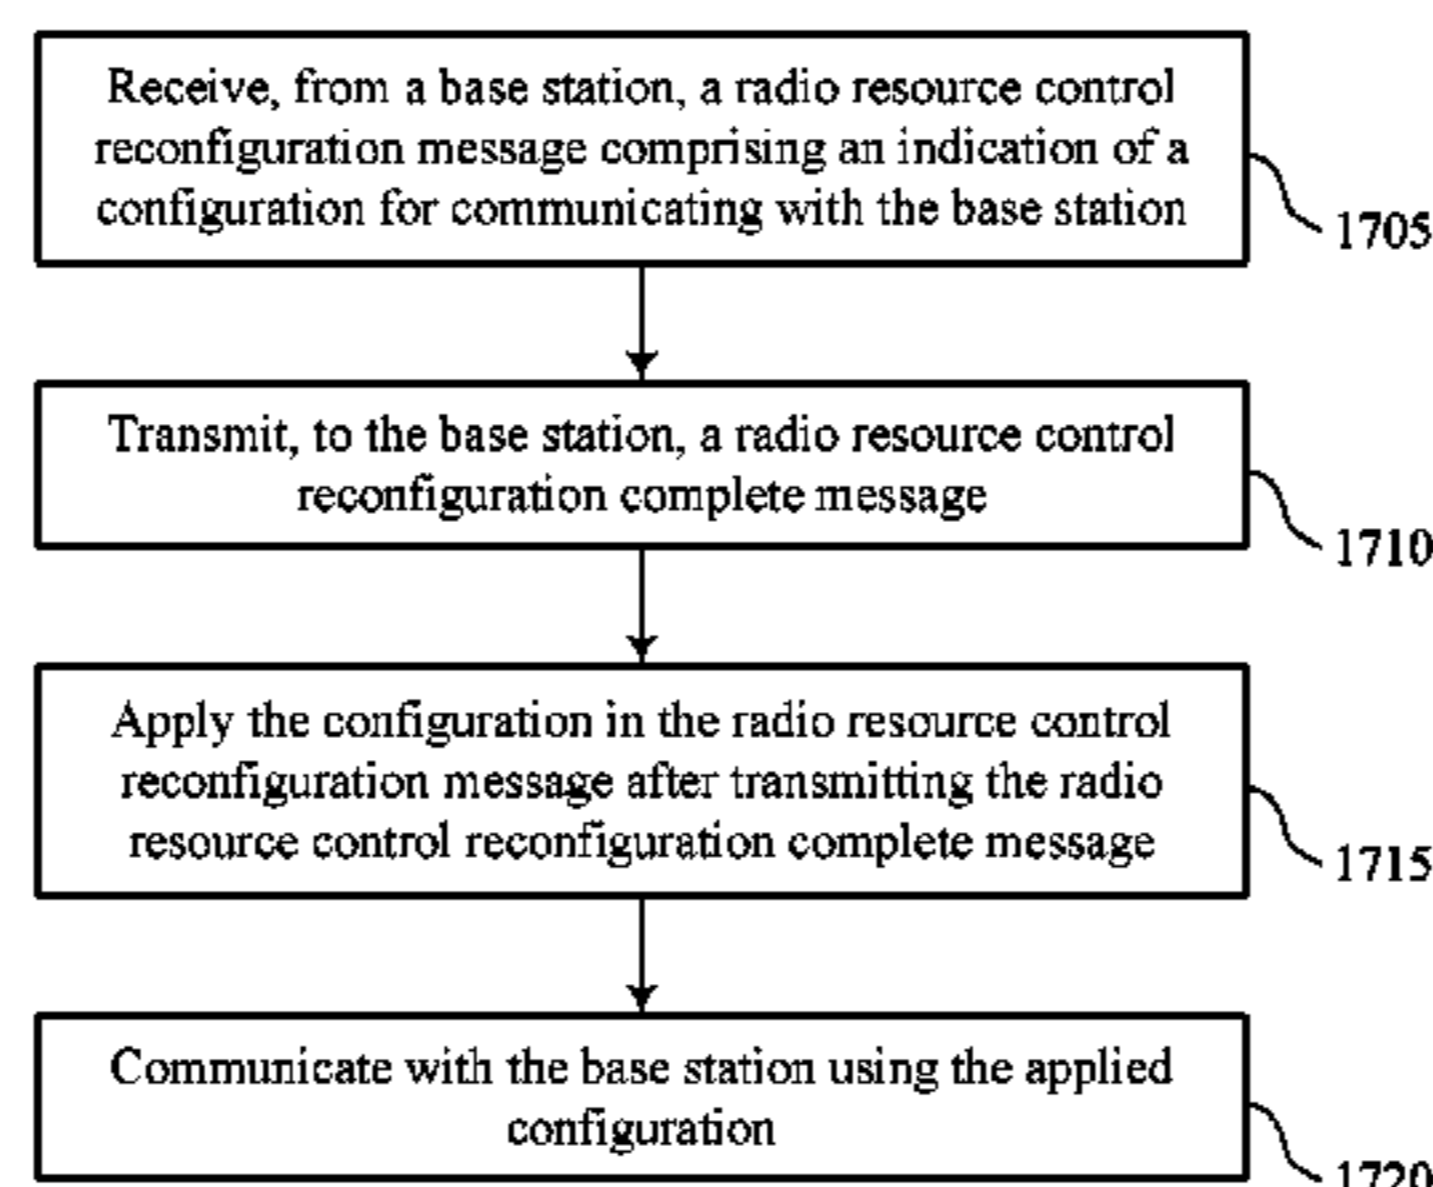 Receive, from a base station, a radio resource control
reconfiguration message comprising an indication of a
configuration for communicating with the base station
1705
Transmit, to the base station, a radio resource control
reconfiguration complete message
1710
Apply the configuration in the radio resource control
reconfiguration message after transmitting the radio
resource control reconfiguration complete message
1715
Communicate with the base station using the applied
configuration
1720